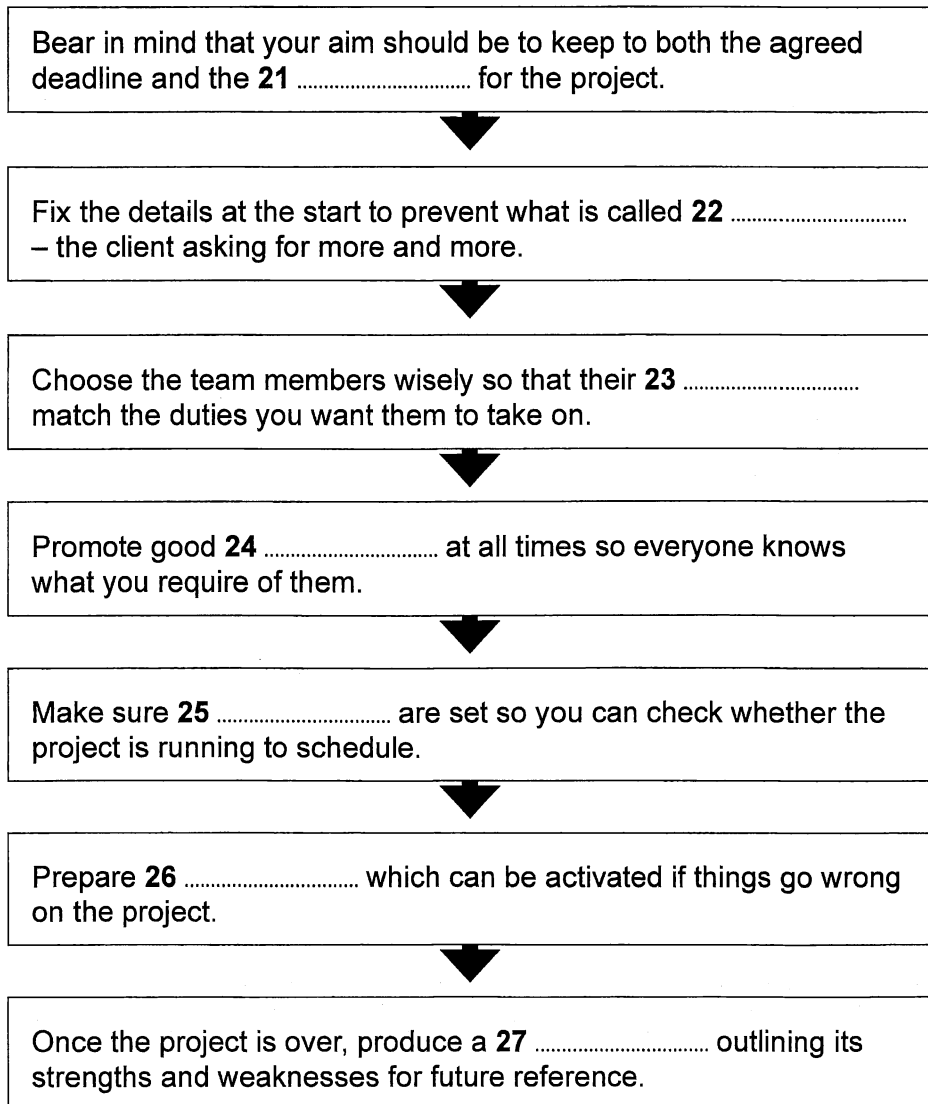 Bear in mind that your aim should be to keep to both the agreed
deadline and the 21 ................................ for the project.
Fix the details at the start to prevent what is called 22 ................................
– the client asking for more and more.
Choose the team members wisely so that their 23 ................................
match the duties you want them to take on.
Promote good 24 ................................ at all times so everyone knows
what you require of them.
Make sure 25 ................................ are set so you can check whether the
project is running to schedule.
Prepare 26 ................................ which can be activated if things go wrong
on the project.
Once the project is over, produce a 27 ................................ outlining its
strengths and weaknesses for future reference.